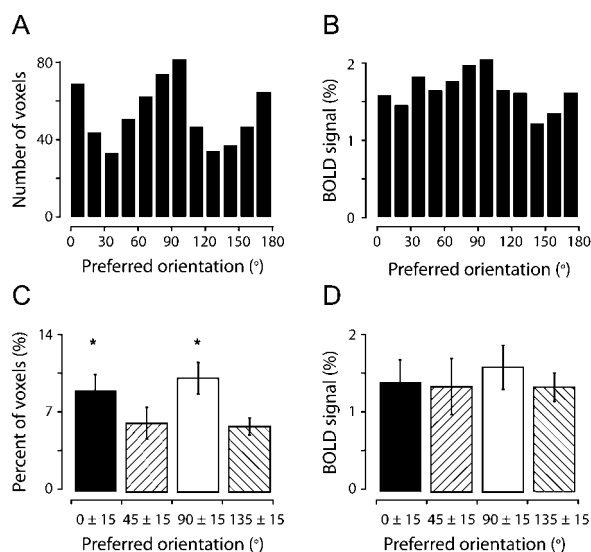 A
Number of voxels
80
40
0
0 30 60 90 120 150 180
Preferred orientation (°)
B
BOLD signal (%)
2
1
0
0 30 60 90 120 150 180
Preferred orientation (°)
C
Percent of voxels (%)
14
7
0
* *
0 ± 15 45 ± 15 90 ± 15 135 ± 15
Preferred orientation (°)
D
BOLD signal (%)
2
1
0
0 ± 15 45 ± 15 90 ± 15 135 ± 15
Preferred orientation (°)